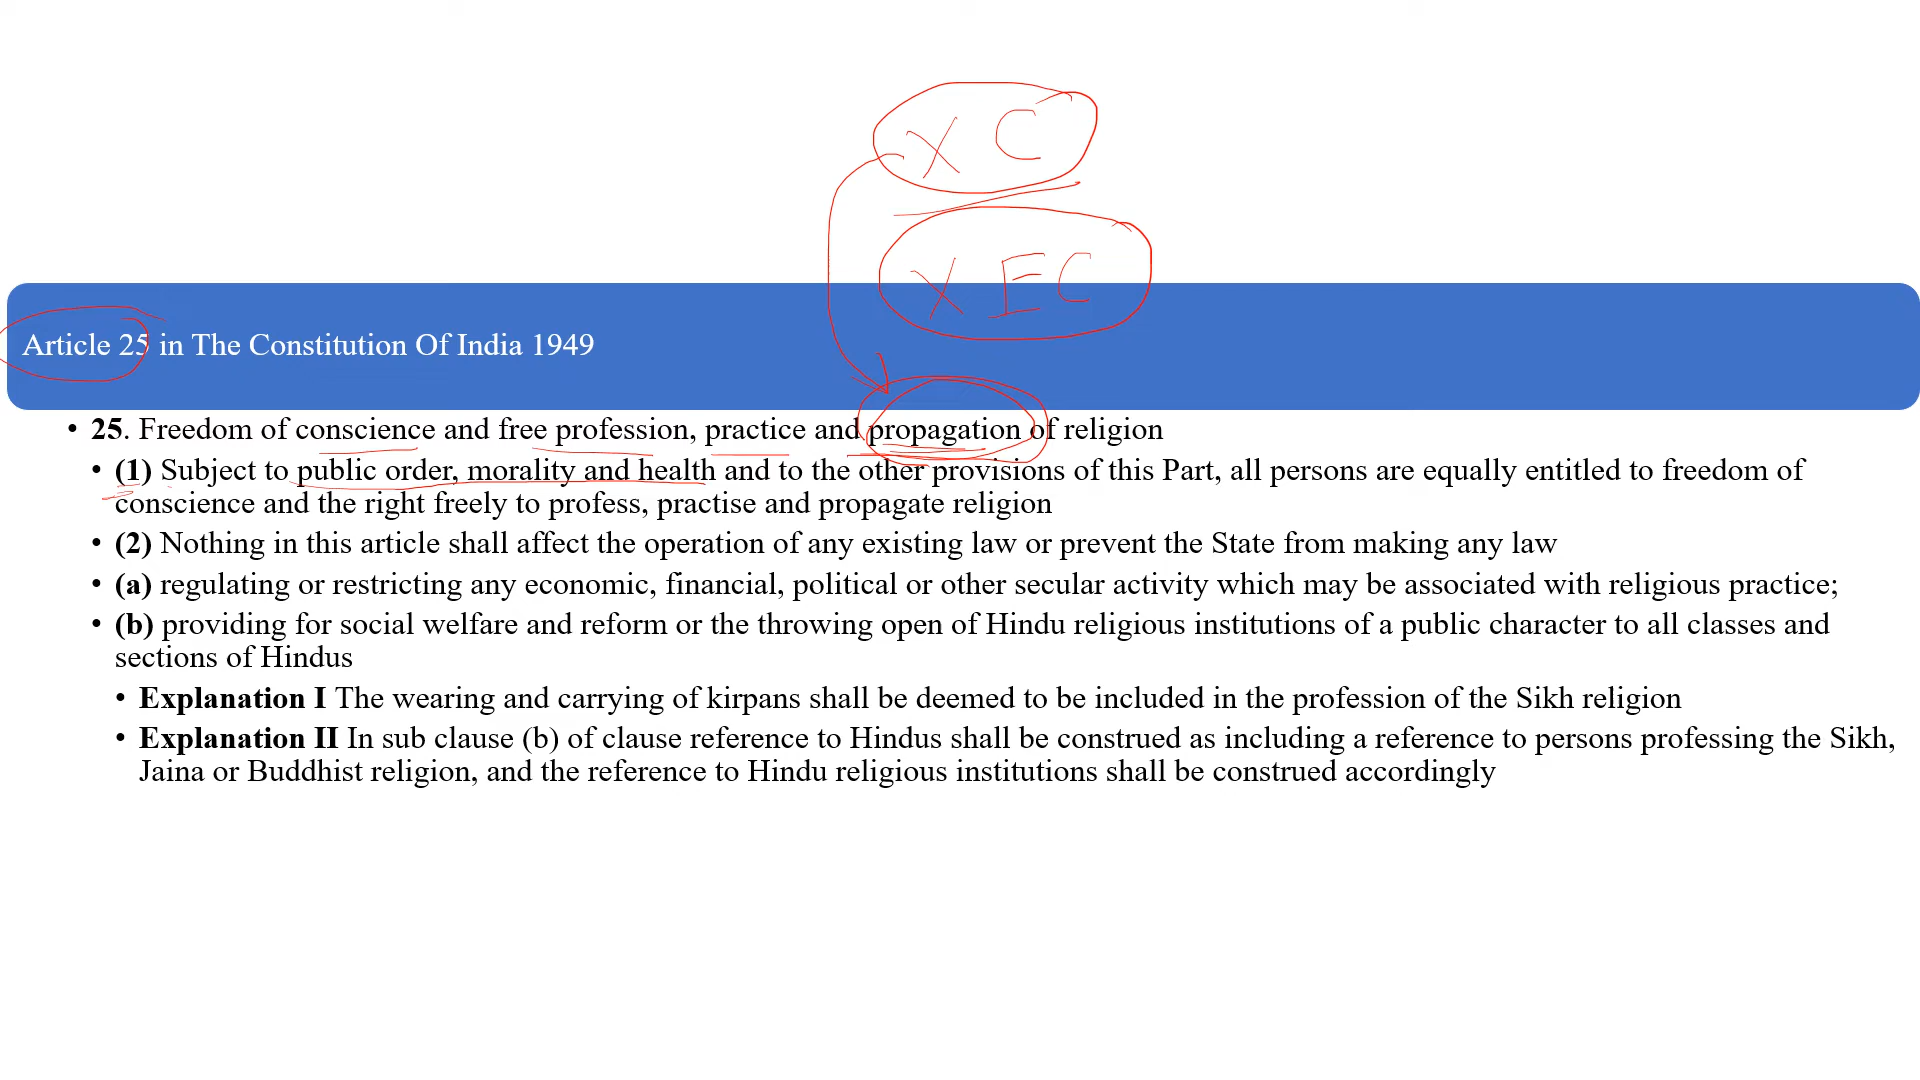 X C
X E C
Article 25 in The Constitution Of India 1949
• 25. Freedom of conscience and free profession, practice and propagation of religion
• (1) Subject to public order, morality and health and to the other provisions of this Part, all persons are equally entitled to freedom of
conscience and the right freely to profess, practise and propagate religion
• (2) Nothing in this article shall affect the operation of any existing law or prevent the State from making any law
• (a) regulating or restricting any economic, financial, political or other secular activity which may be associated with religious practice;
• (b) providing for social welfare and reform or the throwing open of Hindu religious institutions of a public character to all classes and
sections of Hindus
• Explanation I The wearing and carrying of kirpans shall be deemed to be included in the profession of the Sikh religion
• Explanation II In sub clause (b) of clause reference to Hindus shall be construed as including a reference to persons professing the Sikh,
Jaina or Buddhist religion, and the reference to Hindu religious institutions shall be construed accordingly